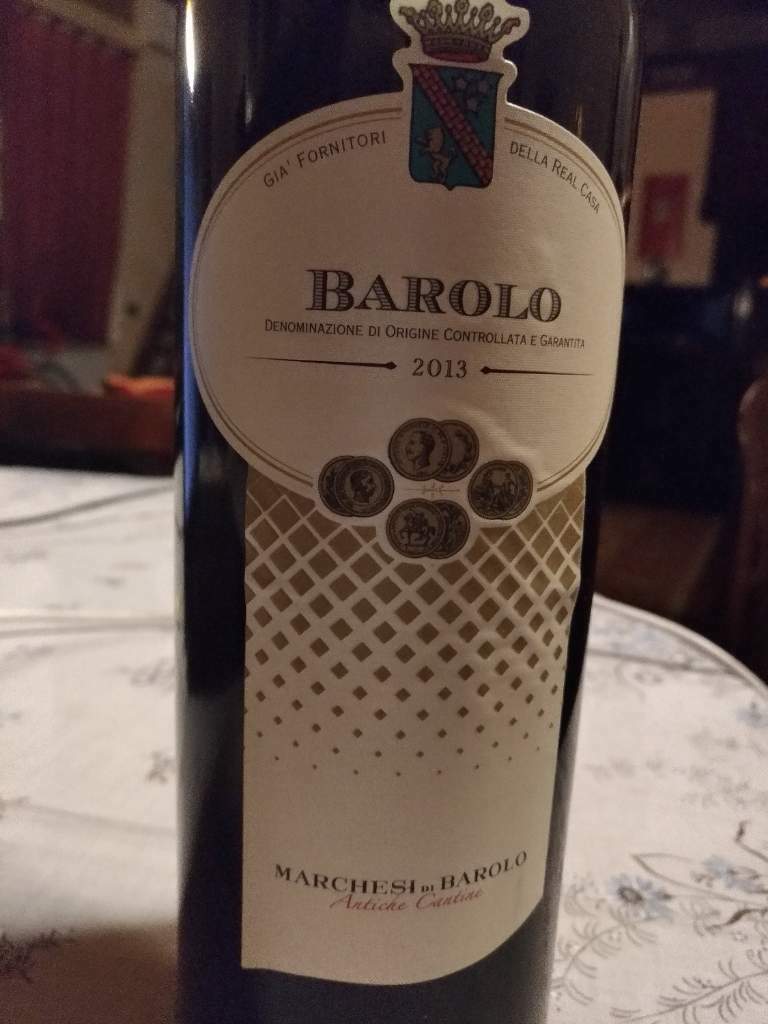 GIA' FORNITORI DELLA REAL CASA
BAROLO
DENOMINAZIONE DI ORIGINE CONTROLLATA E GARANTITA
2013
MARCHESI DI BAROLO
Antiche Cantine